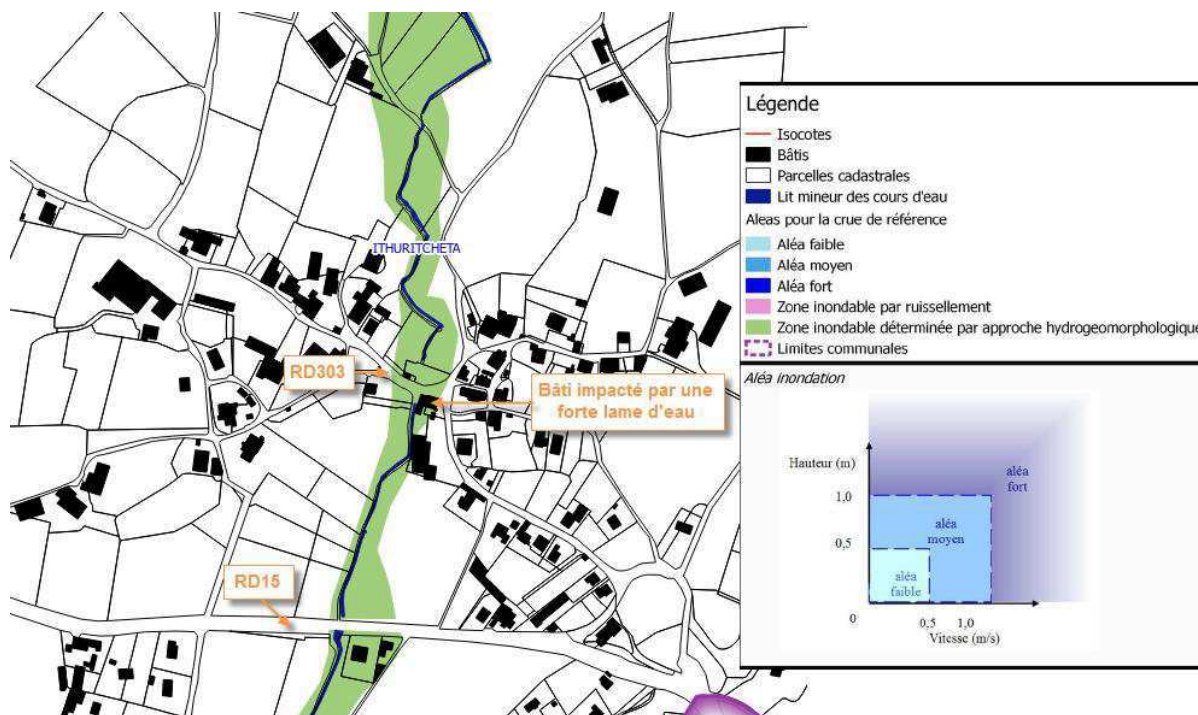 ITHURITCHETA
RD303
Bâti impacté par une
forte lame d'eau
RD15
Légende
Isocotes
Bâtis
Parcelles cadastrales
Lit mineur des cours d'eau
Aleas pour la crue de référence
Aléa faible
Aléa moyen
Aléa fort
Zone inondable par ruissellement
Zone inondable déterminée par approche hydrogeomorphologique
Limites communales
Aléa inondation
Hauteur (m)
1,0
0,5
0
0,5
1,0
Vitesse (m/s)
aléa
fort
aléa
moyen
aléa
faible